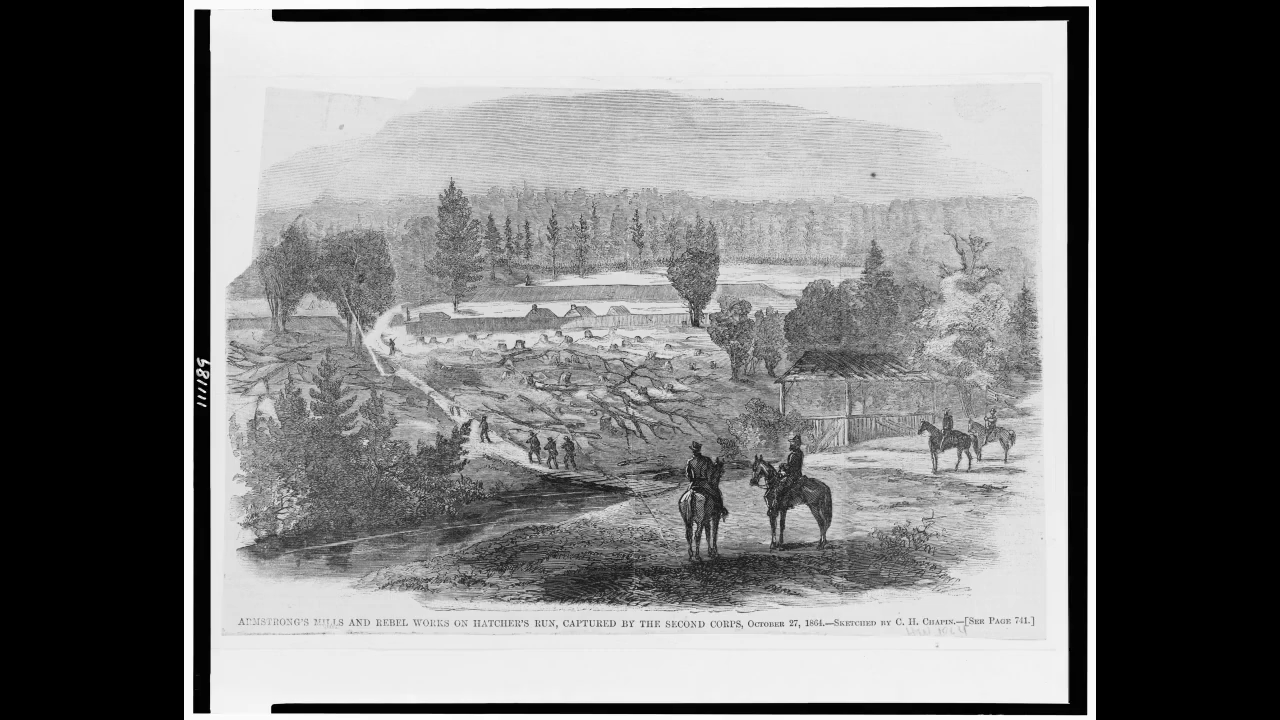 111189
ARMSTRONG'S MILLS AND REBEL WORKS ON HATCHER'S RUN, CAPTURED BY THE SECOND CORPS, OCTOBER 27, 1864.—SKETCHED BY C. H. CHAPIN.—[SEE PAGE 741.]